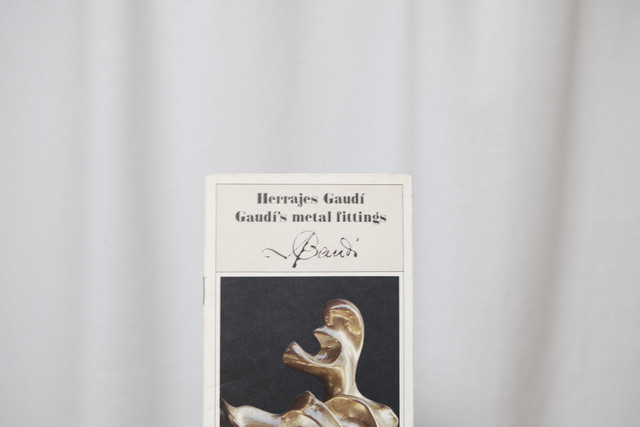 Herrajes Gaudí
Gaudí's metal fittings
Gaudí